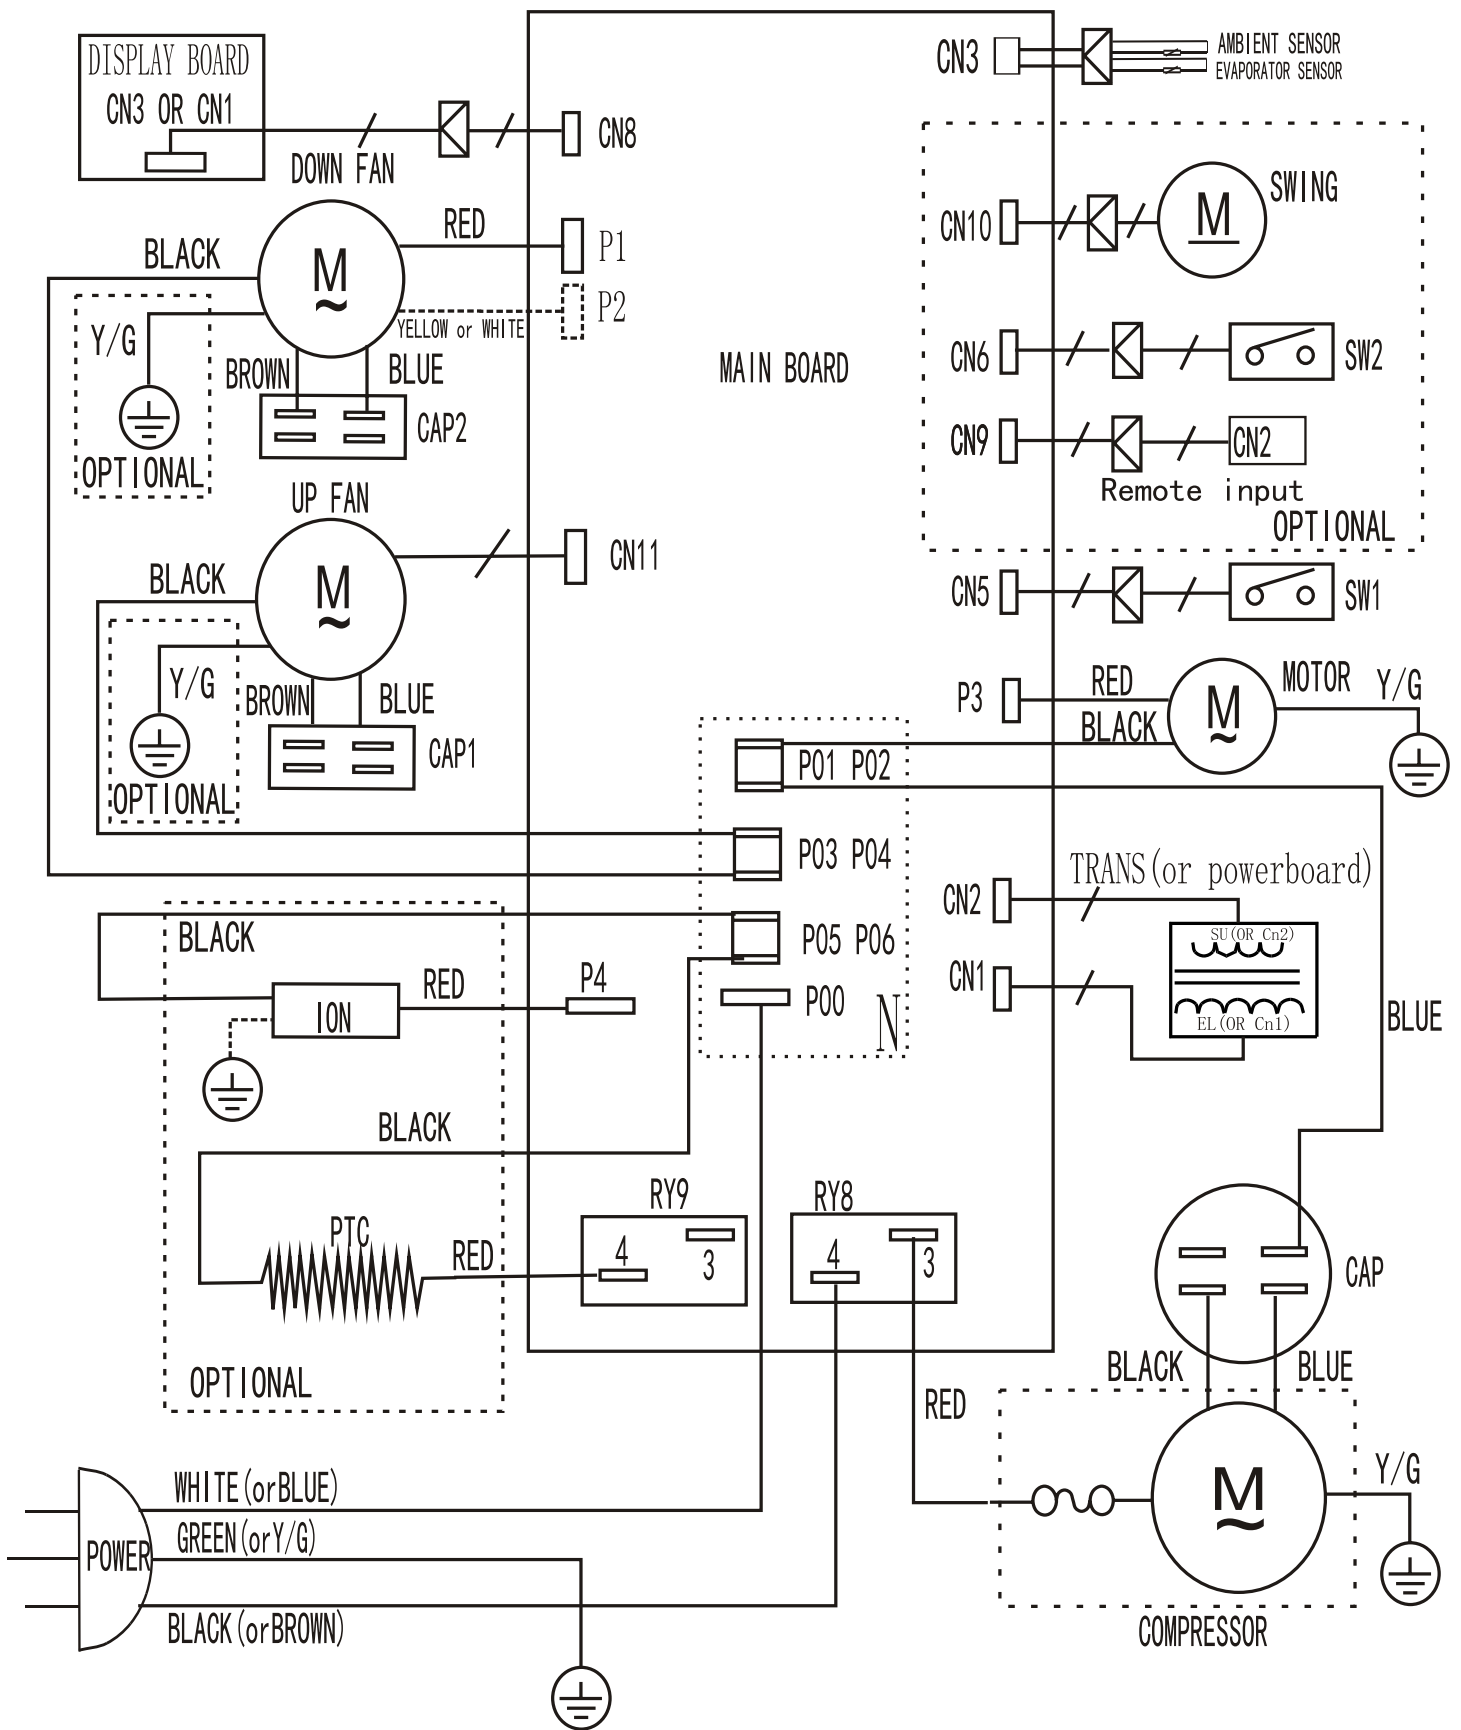 DISPLAY BOARD
CN3 OR CN1
CN8
DOWN FAN
RED
P1
BLACK
M
~
P2
YELLOW or WHITE
Y/G
BROWN
BLUE
CAP2
OPTIONAL
UP FAN
CN11
BLACK
M
~
Y/G
BROWN
BLUE
CAP1
OPTIONAL
MAIN BOARD
CN3
AMBIENT SENSOR
EVAPORATOR SENSOR
CN10
M
SWING
CN6
SW2
CN9
CN2
Remote input
OPTIONAL
CN5
SW1
P3
RED
BLACK
M
~
MOTOR
Y/G
P01 P02
P03 P04
P05 P06
P00
N
CN2
TRANS(or powerboard)
SU(OR Cn2)
CN1
EL(OR Cn1)
BLUE
BLACK
RED
P4
ION
BLACK
PTC
RED
OPTIONAL
RY9
4
3
RY8
4
3
CAP
BLACK
BLUE
RED
M
~
Y/G
COMPRESSOR
WHITE(orBLUE)
GREEN(orY/G)
POWER
BLACK(orBROWN)